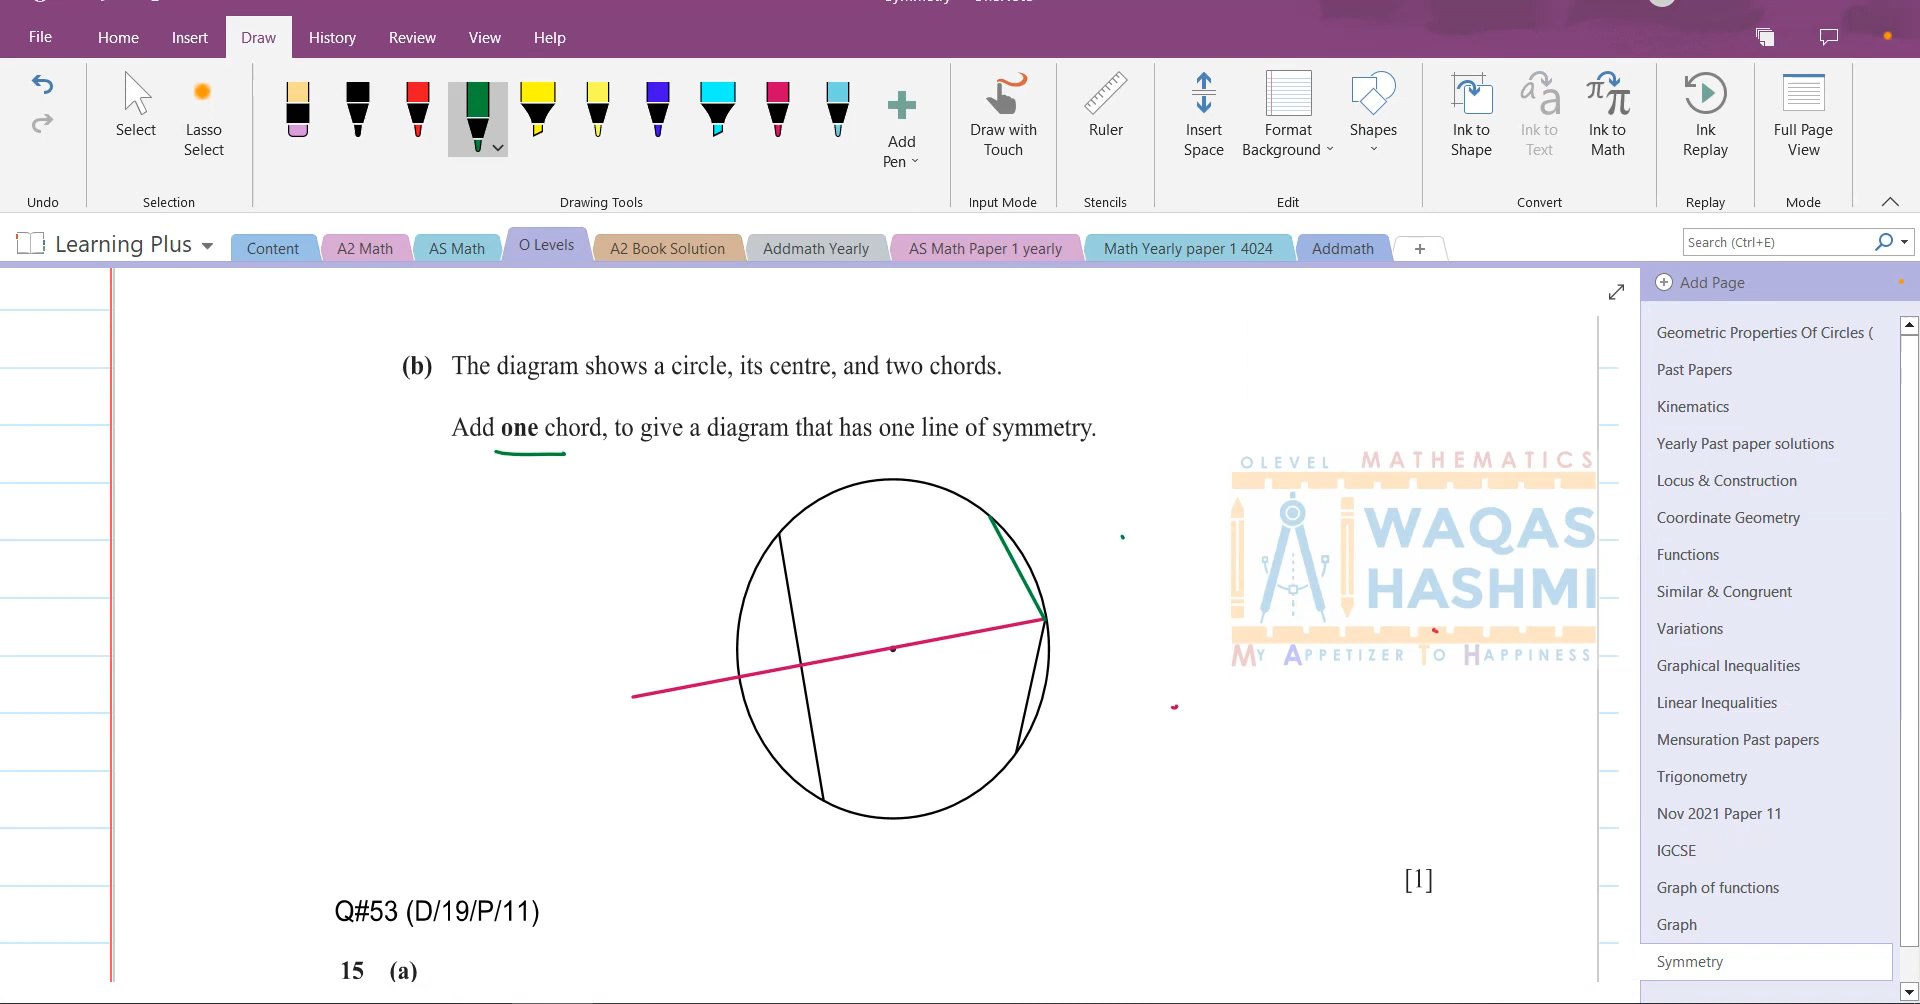 File Home Insert Draw History Review View Help
Select
Lasso
Select
Add
Pen
Draw with
Touch
Ruler
Insert
Space
Format
Background
Shapes
Ink to
Shape
Ink to
Text
Ink to
Math
Ink
Replay
Full Page
View
Undo Selection Drawing Tools Input Mode Stencils Edit Convert Replay Mode
Learning Plus Content A2 Math AS Math O Levels A2 Book Solution Addmath Yearly AS Math Paper 1 yearly Math Yearly paper 1 4024 Addmath + Search (Ctrl+E)
Add Page
Geometric Properties Of Circles (
Past Papers
Kinematics
Yearly Past paper solutions
Locus & Construction
Coordinate Geometry
Functions
Similar & Congruent
Variations
Graphical Inequalities
Linear Inequalities
Mensuration Past papers
Trigonometry
Nov 2021 Paper 11
IGCSE
Graph of functions
Graph
Symmetry
(b) The diagram shows a circle, its centre, and two chords.
Add one chord, to give a diagram that has one line of symmetry.
OLEVEL MATHEMATICS
WAQAS
HASHMI
MY APPETIZER TO HAPPINESS
[1]
Q#53 (D/19/P/11)
15 (a)